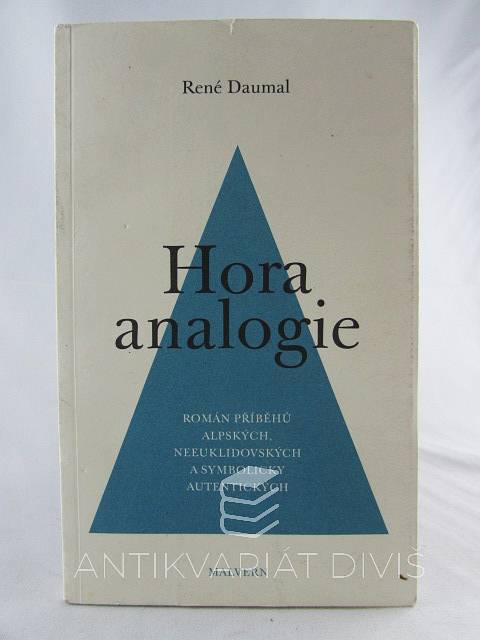 René Daumal
Hora
analogie
ROMÁN PŘÍBĚHŮ
ALPSKÝCH,
NEEUKLIDOVSKÝCH
A SYMBOLICKY
AUTENTICKÝCH
ANTIKVARIÁT DIVIŠ
MALVERN